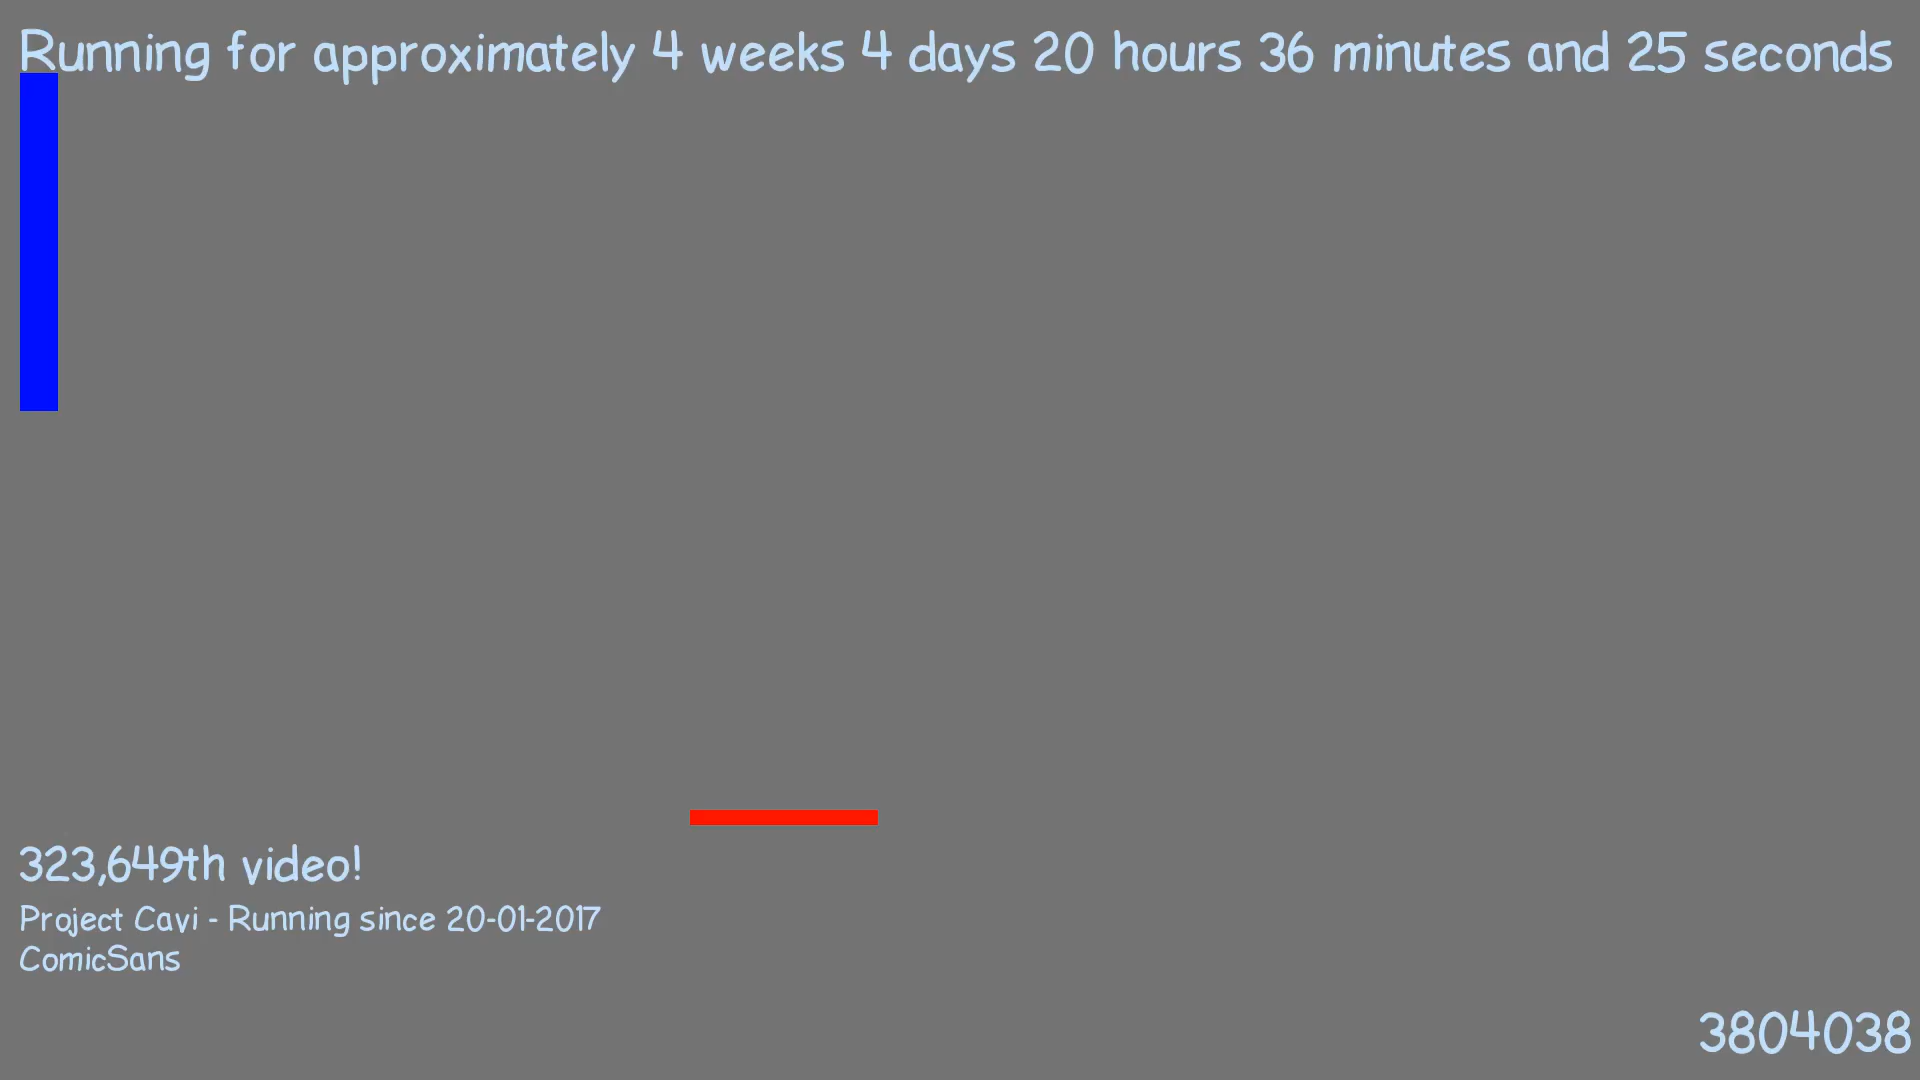 Running for approximately 4 weeks 4 days 20 hours 36 minutes and 25 seconds
323,649th video!
Project Cavi - Running since 20-01-2017
ComicSans
3804038